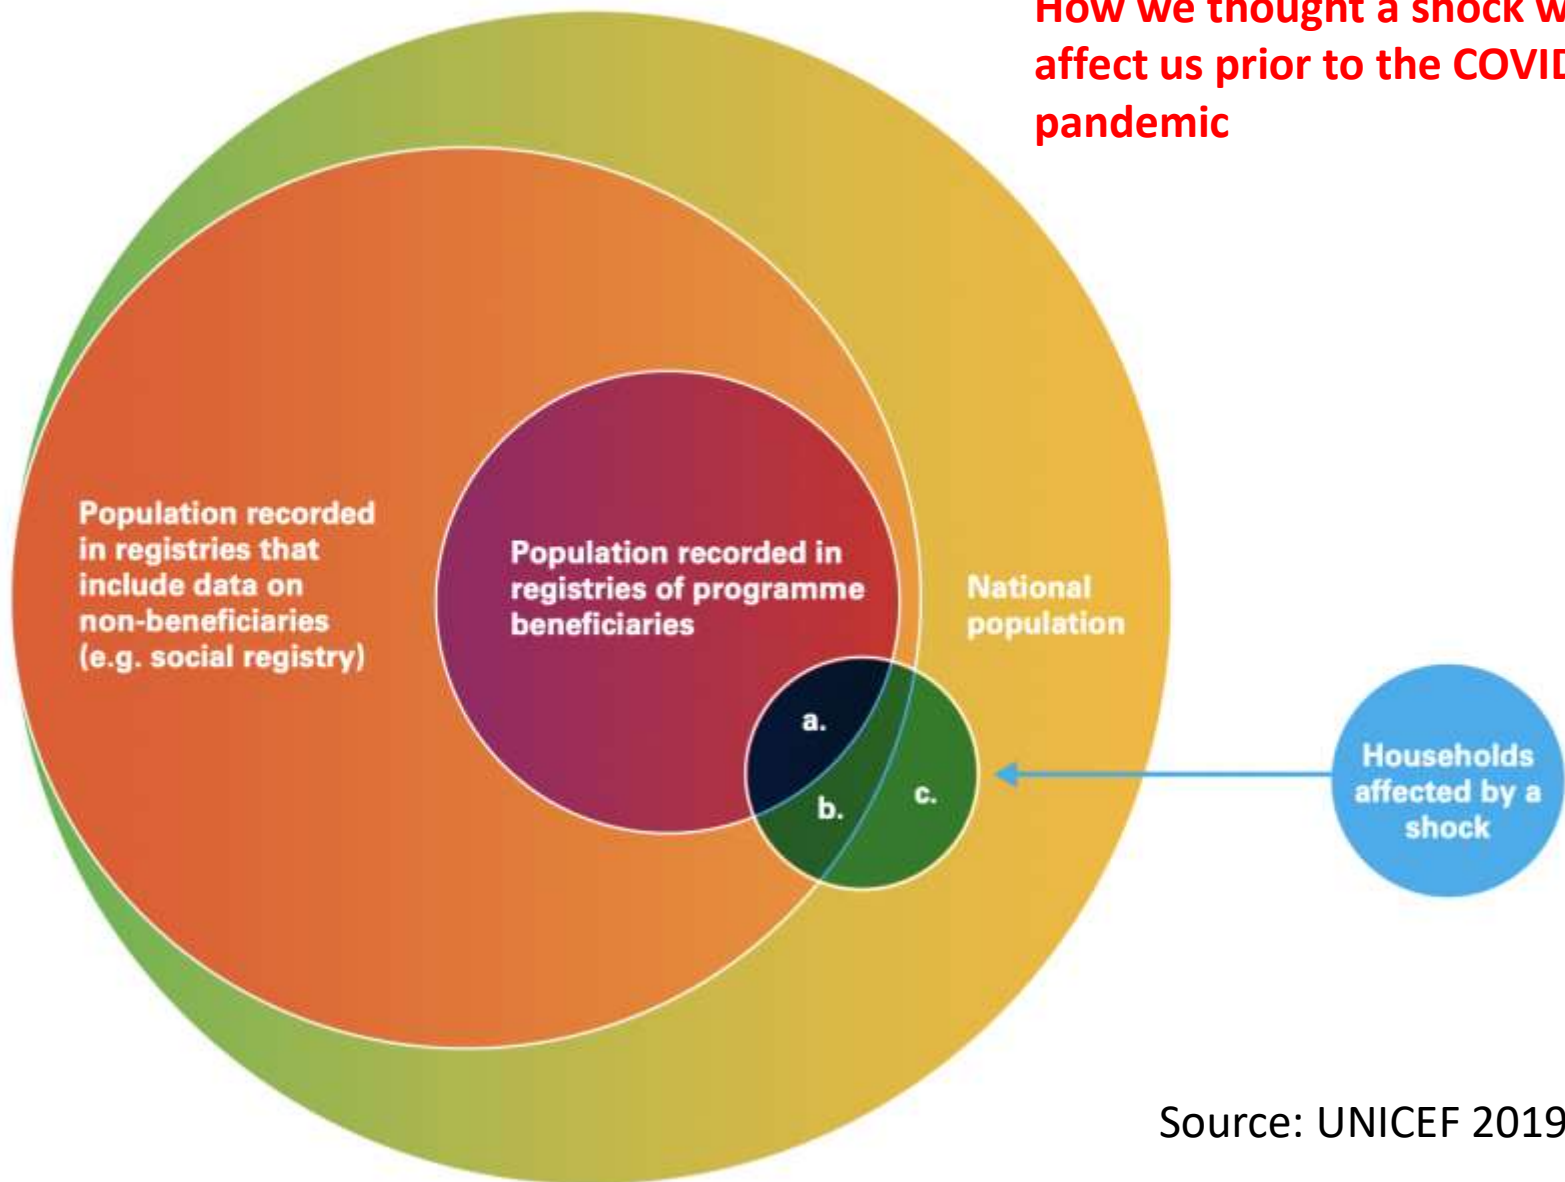 How we thought a shock
affect us prior to the
pandemic
Population recorded
in registries that
include data on
non-beneficiaries
(e.g. social registry)
Population recorded in
registries of programme
beneficiaries
National
population
a.
b.
c.
Households
affected by a
shock
Source: UNICEF 2019